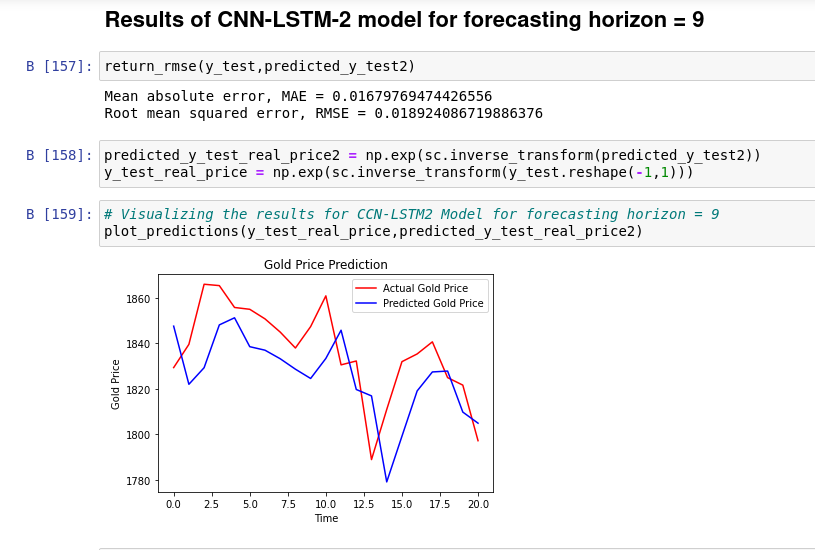 Results of CNN-LSTM-2 model for forecasting horizon = 9
B [157]: return_rmse(y_test,predicted_y_test2)
Mean absolute error, MAE = 0.01679769474426556
Root mean squared error, RMSE = 0.018924086719886376
B [158]: predicted_y_test_real_price2 = np.exp(sc.inverse_transform(predicted_y_test2))
y_test_real_price = np.exp(sc.inverse_transform(y_test.reshape(-1,1)))
B [159]: # Visualizing the results for CCN-LSTM2 Model for forecasting horizon = 9
plot_predictions(y_test_real_price,predicted_y_test_real_price2)
Gold Price Prediction
Actual Gold Price
Predicted Gold Price
1860
1840
1820
1800
1780
Gold Price
0.0 2.5 5.0 7.5 10.0 12.5 15.0 17.5 20.0
Time